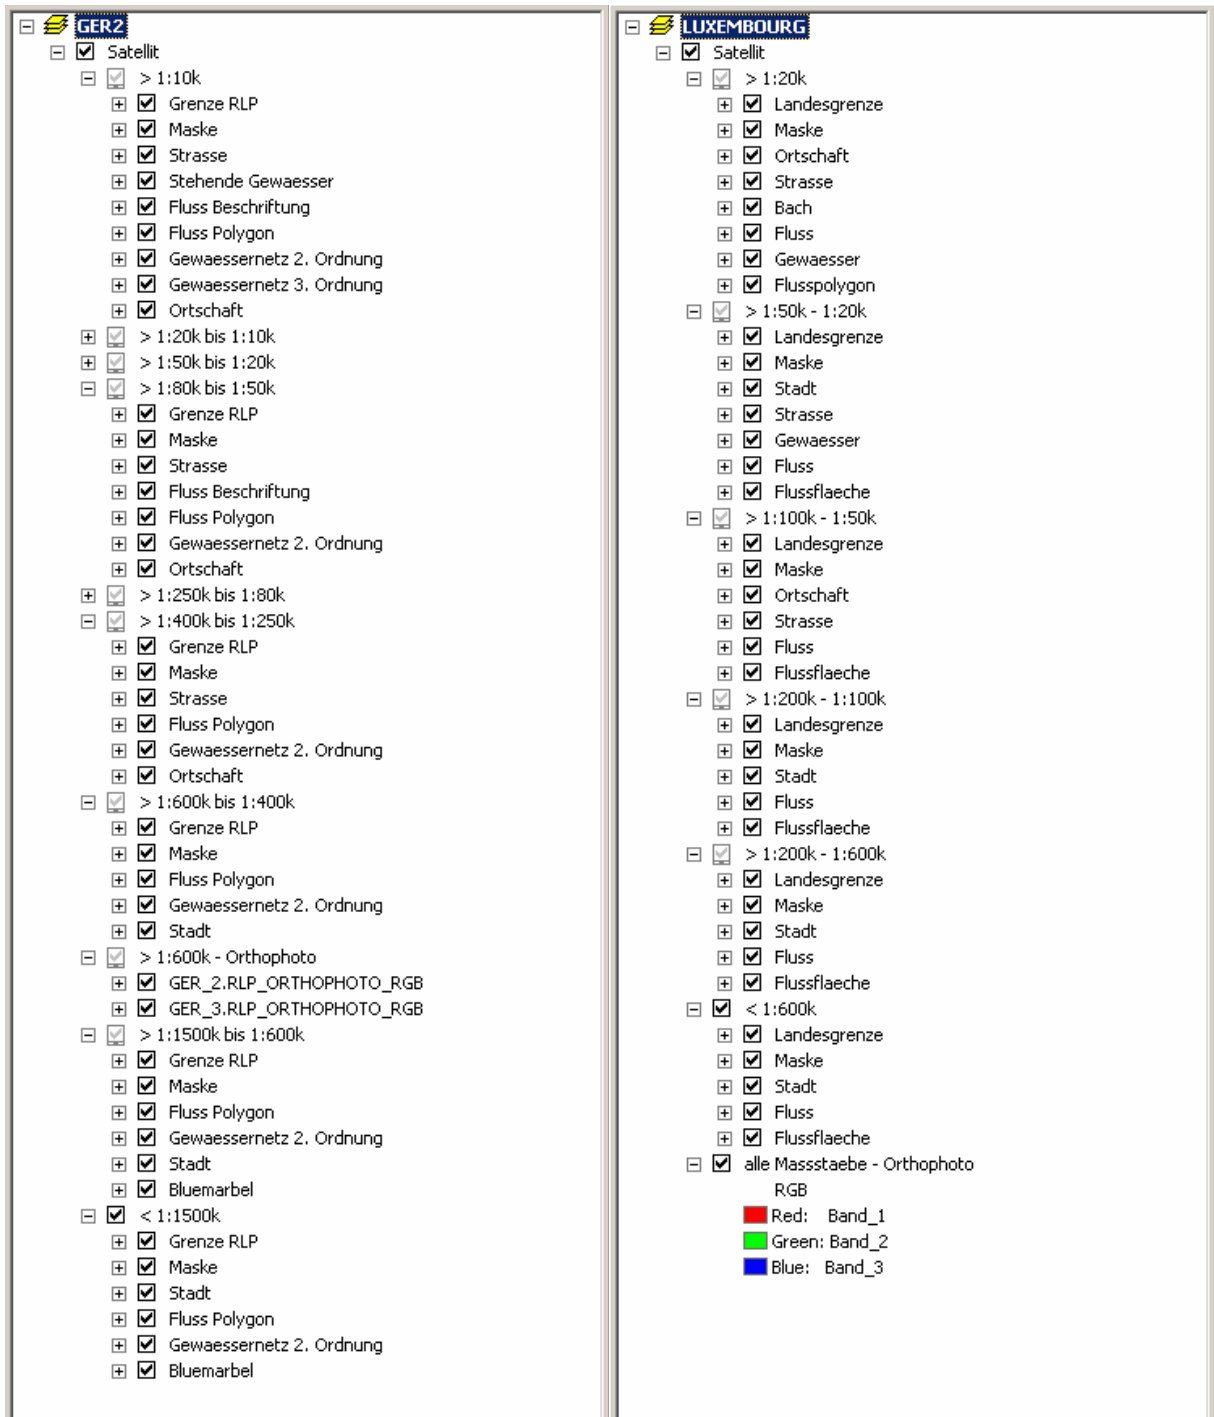 GER2
Satellit
> 1:10k
Grenze RLP
Maske
Strasse
Stehende Gewaesser
Fluss Beschriftung
Fluss Polygon
Gewaessernetz 2. Ordnung
Gewaessernetz 3. Ordnung
Ortschaft
> 1:20k bis 1:10k
> 1:50k bis 1:20k
> 1:80k bis 1:50k
Grenze RLP
Maske
Strasse
Fluss Beschriftung
Fluss Polygon
Gewaessernetz 2. Ordnung
Ortschaft
> 1:250k bis 1:80k
> 1:400k bis 1:250k
Grenze RLP
Maske
Strasse
Fluss Polygon
Gewaessernetz 2. Ordnung
Ortschaft
> 1:600k bis 1:400k
Grenze RLP
Maske
Fluss Polygon
Gewaessernetz 2. Ordnung
Stadt
> 1:600k - Orthophoto
GER_2.RLP_ORTHOPHOTO_RGB
GER_3.RLP_ORTHOPHOTO_RGB
> 1:1500k bis 1:600k
Grenze RLP
Maske
Fluss Polygon
Gewaessernetz 2. Ordnung
Stadt
Bluemarbel
< 1:1500k
Grenze RLP
Maske
Stadt
Fluss Polygon
Gewaessernetz 2. Ordnung
Bluemarbel
LUXEMBOURG
Satellit
> 1:20k
Landesgrenze
Maske
Ortschaft
Strasse
Bach
Fluss
Gewaesser
Flusspolygon
> 1:50k - 1:20k
Landesgrenze
Maske
Stadt
Strasse
Gewaesser
Fluss
Flussflaeche
> 1:100k - 1:50k
Landesgrenze
Maske
Ortschaft
Strasse
Fluss
Flussflaeche
> 1:200k - 1:100k
Landesgrenze
Maske
Stadt
Fluss
Flussflaeche
> 1:200k - 1:600k
Landesgrenze
Maske
Stadt
Fluss
Flussflaeche
< 1:600k
Landesgrenze
Maske
Stadt
Fluss
Flussflaeche
alle Massstaebe - Orthophoto
RGB
Red: Band_1
Green: Band_2
Blue: Band_3